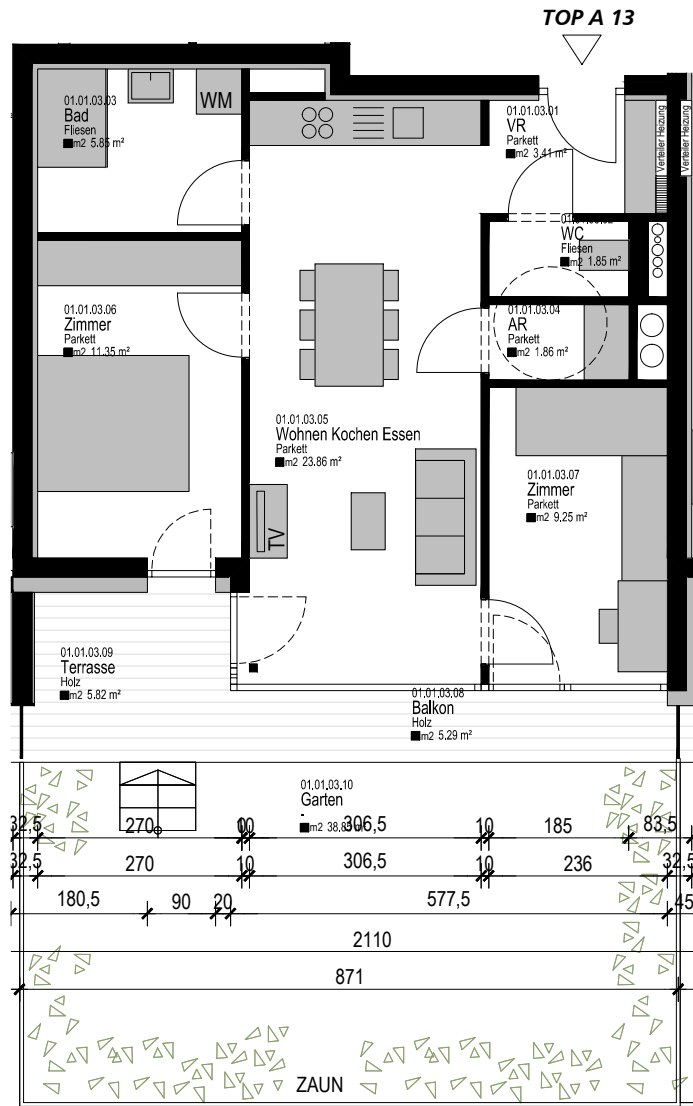 TOP A 13
01.01.03.03
Bad
Fliesen
m2 5.85 m²
WM
01.01.03.01
VR
Parkett
m2 3.41 m²
Verteiler Heizung
Verteiler Heizung
WC
Fliesen
m2 1.85 m²
01.01.03.06
Zimmer
Parkett
m2 11.35 m²
01.01.03.04
AR
Parkett
m2 1.86 m²
01.01.03.05
Wohnen Kochen Essen
Parkett
m2 23.86 m²
01.01.03.07
Zimmer
Parkett
m2 9.25 m²
TV
01.01.03.09
Terrasse
Holz
m2 5.82 m²
01.01.03.08
Balkon
Holz
m2 5.29 m²
01.01.03.10
Garten
-
m2 38.85 m²
32,5 270 10 306,5 10 185 83,5
32,5 270 10 306,5 10 236 32,5
180,5 90 20 577,5 45
2110
871
ZAUN